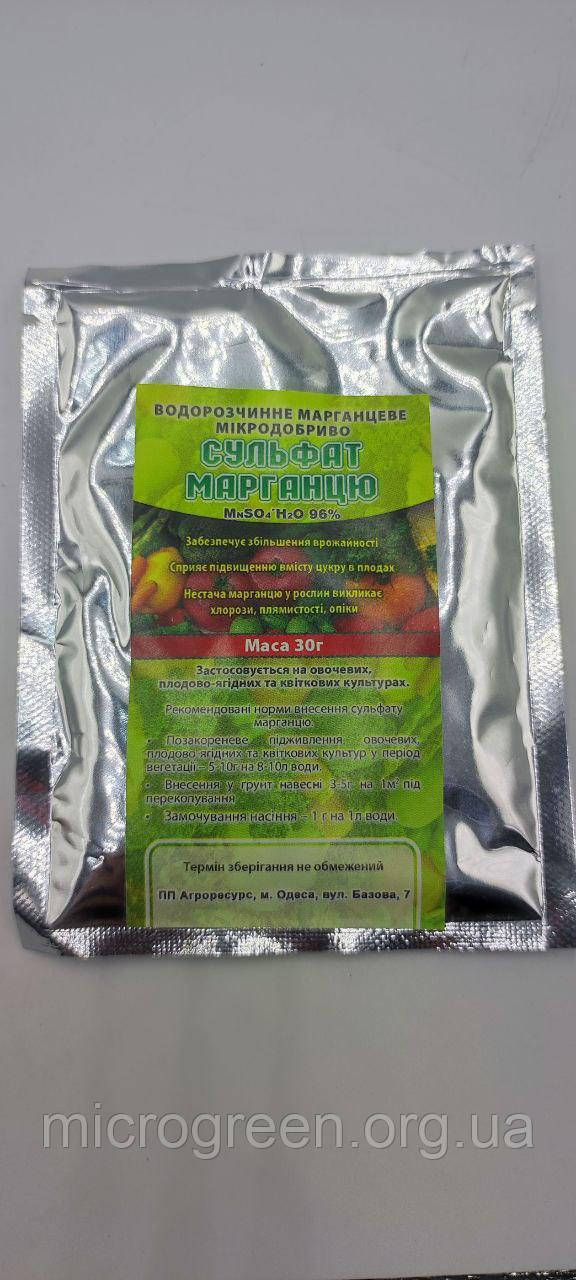 ВОДОРОЗЧИННЕ МАРГАНЦЕВЕ
МІКРОДОБРИВО
СУЛЬФАТ
МАРГАНЦЮ
MNSO4*H2O 96%
Забезпечує збільшення врожайності
Сприяє підвищенню вмісту цукру в плодах
Нестача марганцю у рослин викликає
хлорози, плямистості, опіки
Маса 30г
Застосовується на овочевих,
плодово-ягідних та квіткових культурах.
Рекомендовані норми внесення сульфату
марганцю.
• Позакореневе підживлення овочевих,
плодово-ягідних та квіткових культур у період
вегетації – 5-10г на 8-10л води.
• Внесення у грунт навесні 3-5г на 1м² під
перекопування
• Замочування насіння – 1 г на 1л води.
Термін зберігання не обмежений
ПП Агроресурс, м. Одеса, вул. Базова, 7
microgreen.org.ua